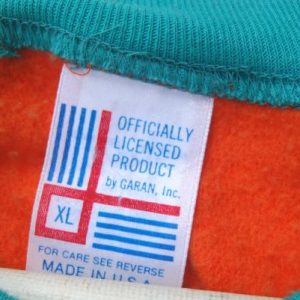 OFFICIALLY
LICENSED
PRODUCT
by GARAN, Inc.
XL
FOR CARE SEE REVERSE
MADE IN U.S.A.